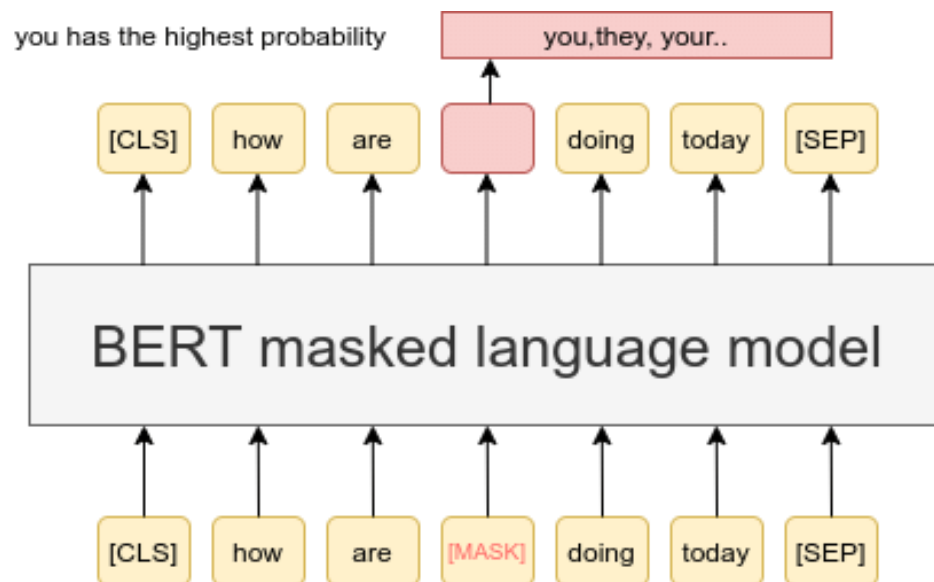 you has the highest probability
you,they, your..
[CLS] how are doing today [SEP]
BERT masked language model
[CLS] how are [MASK] doing today [SEP]